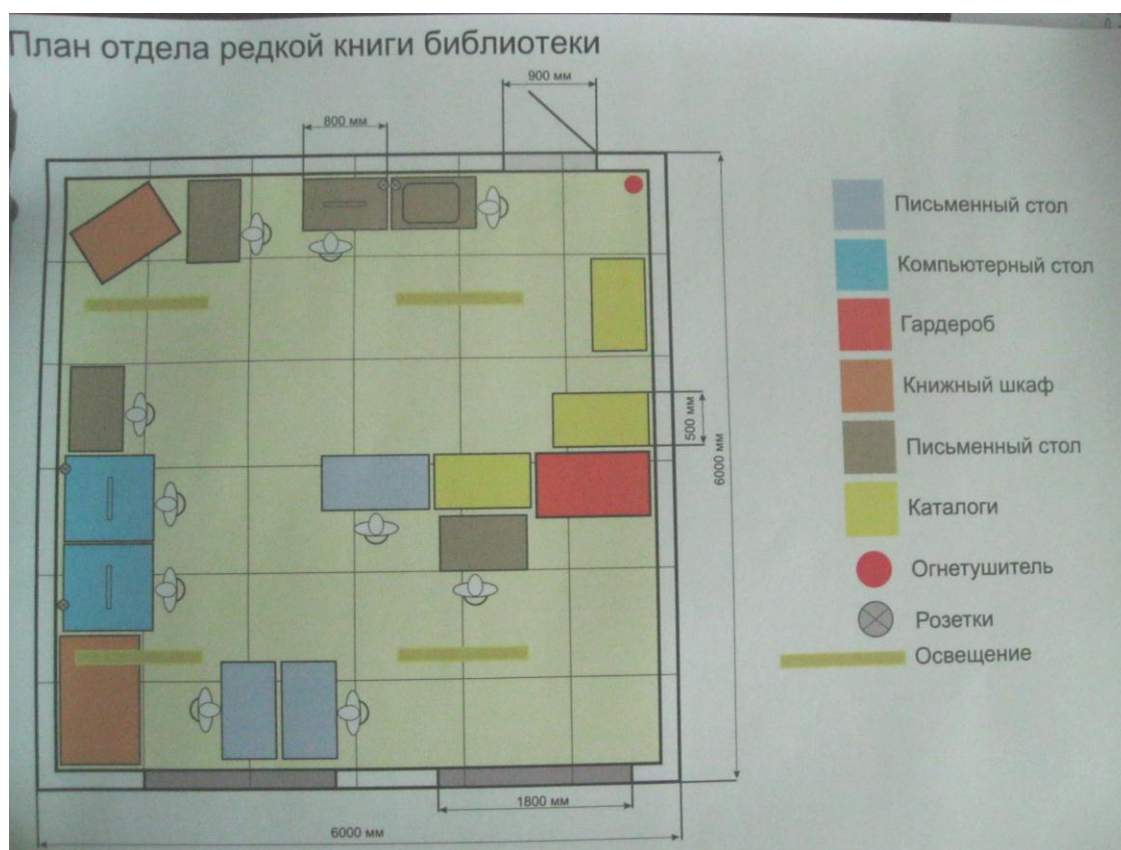 План отдела редкой книги библиотеки
900 мм
800 мм
Письменный стол
Компьютерный стол
Гардероб
Книжный шкаф
500 мм
6000 мм
Письменный стол
Каталоги
Огнетушитель
Розетки
Освещение
1800 мм
6000 мм